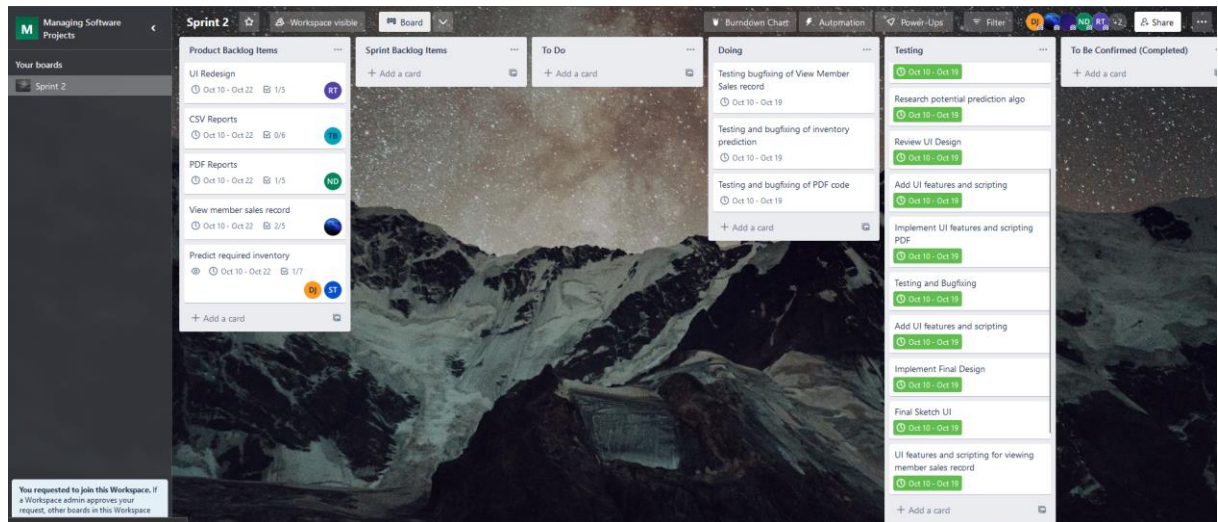 M
Managing Software
Projects
Your boards
Sprint 2
You requested to join this Workspace. If
a Workspace admin approves your
request, other boards in this Workspace
Sprint 2
Workspace visible
Board
Burndown Chart
Automation
Power-Ups
Filter
DJ
ND
RT
+2
Share
Product Backlog Items
UI Redesign
Oct 10 - Oct 22 1/5
RT
CSV Reports
Oct 10 - Oct 22 0/6
TB
PDF Reports
Oct 10 - Oct 22 1/5
ND
View member sales record
Oct 10 - Oct 22 2/5
Predict required inventory
Oct 10 - Oct 22 1/7
DJ ST
+ Add a card
Sprint Backlog Items
+ Add a card
To Do
+ Add a card
Doing
Testing bugfixing of View Member
Sales record
Oct 10 - Oct 19
Testing and bugfixing of inventory
prediction
Oct 10 - Oct 19
Testing and bugfixing of PDF code
Oct 10 - Oct 19
+ Add a card
Testing
Oct 10 - Oct 19
Research potential prediction algo
Oct 10 - Oct 19
Review UI Design
Oct 10 - Oct 19
Add UI features and scripting
Oct 10 - Oct 19
Implement UI features and scripting
PDF
Oct 10 - Oct 19
Testing and Bugfixing
Oct 10 - Oct 19
Add UI features and scripting
Oct 10 - Oct 19
Implement Final Design
Oct 10 - Oct 19
Final Sketch UI
Oct 10 - Oct 19
UI features and scripting for viewing
member sales record
Oct 10 - Oct 19
+ Add a card
To Be Confirmed (Completed)
+ Add a card